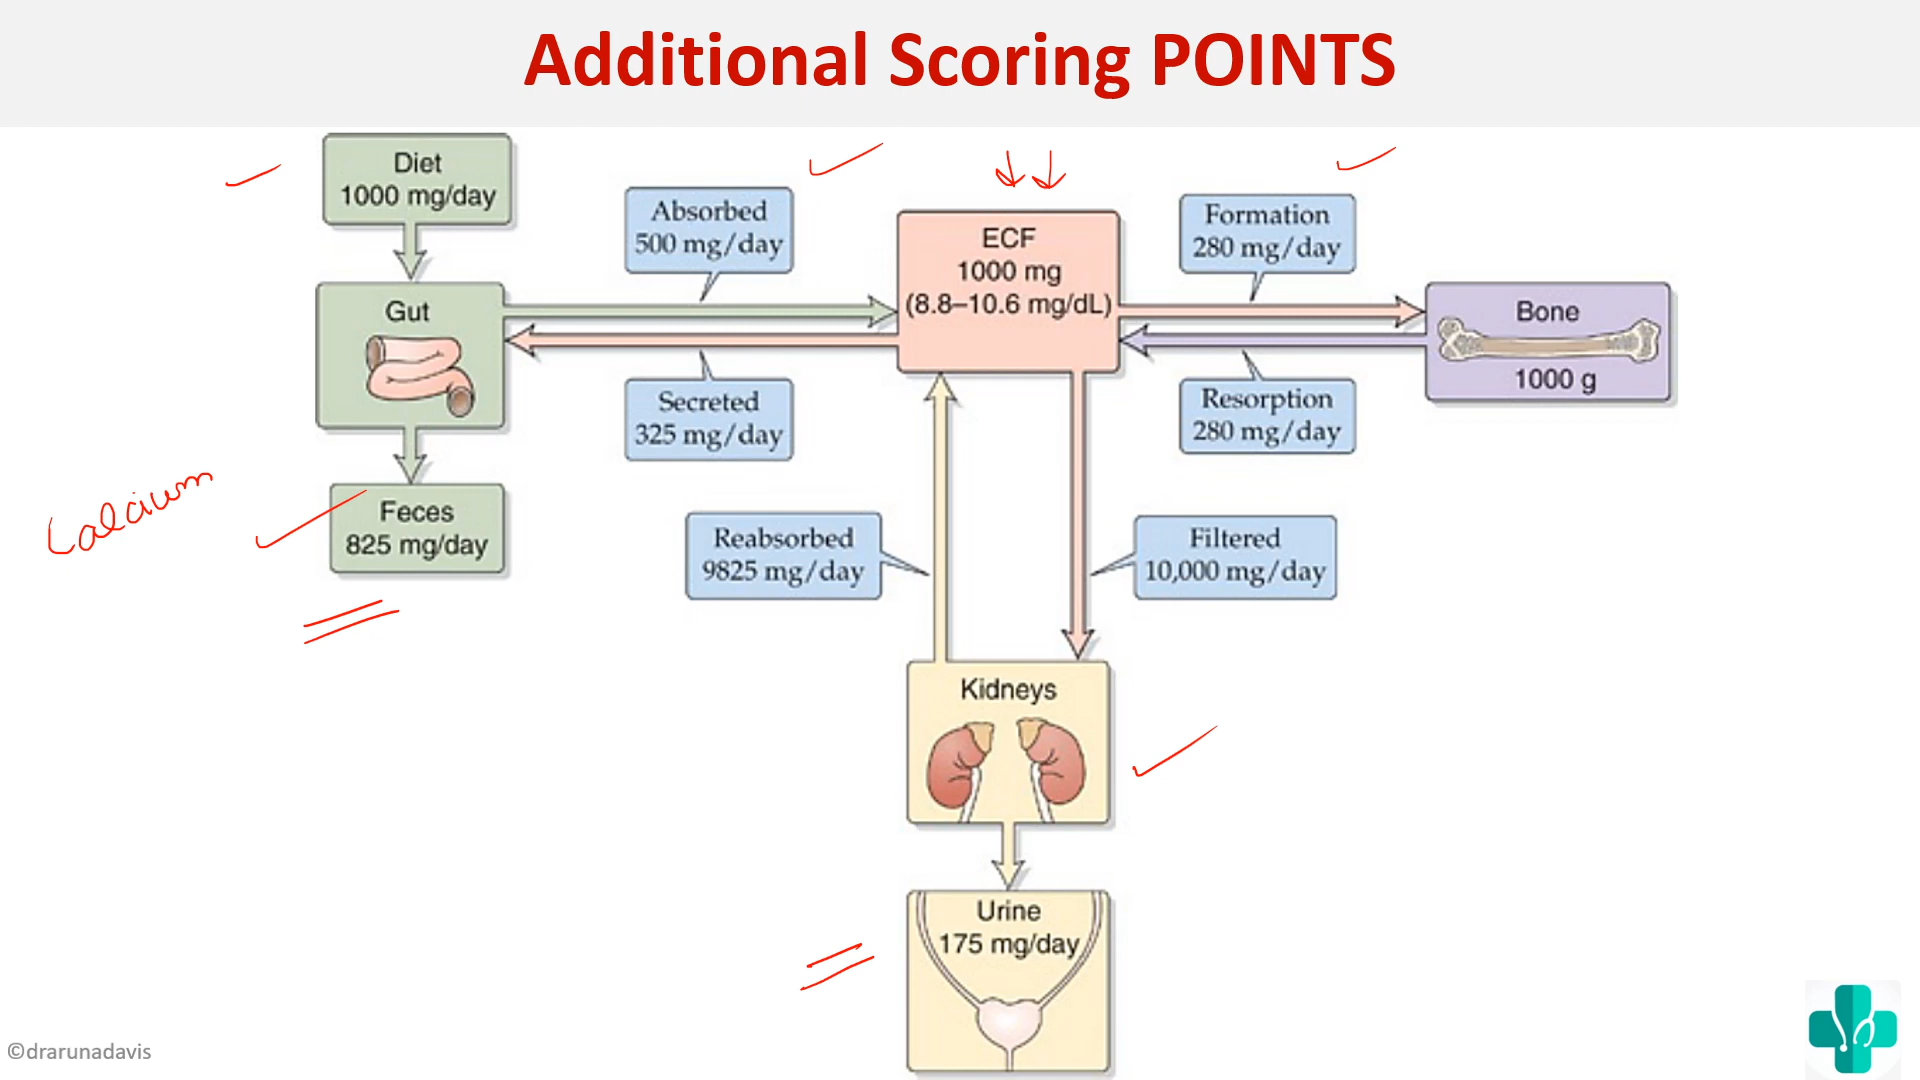 Additional Scoring POINTS
Diet
1000 mg/day
Absorbed
500 mg/day
ECF
1000 mg
(8.8–10.6 mg/dL)
Formation
280 mg/day
Gut
Bone
1000 g
Secreted
325 mg/day
Resorption
280 mg/day
Calcium
Feces
825 mg/day
Reabsorbed
9825 mg/day
Filtered
10,000 mg/day
Kidneys
Urine
175 mg/day
©drarunadavis